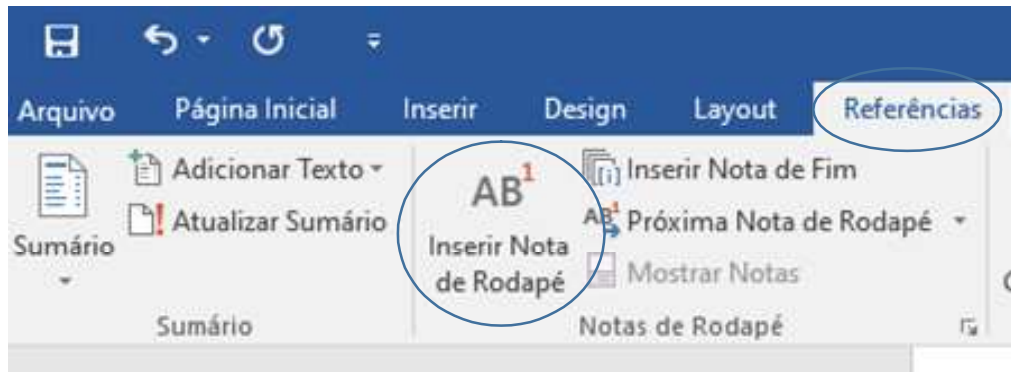 Arquivo Página Inicial Inserir Design Layout Referências
Sumário
Adicionar Texto
Atualizar Sumário
Sumário
AB1
Inserir Nota
de Rodapé
Inserir Nota de Fim
Próxima Nota de Rodapé
Mostrar Notas
Notas de Rodapé